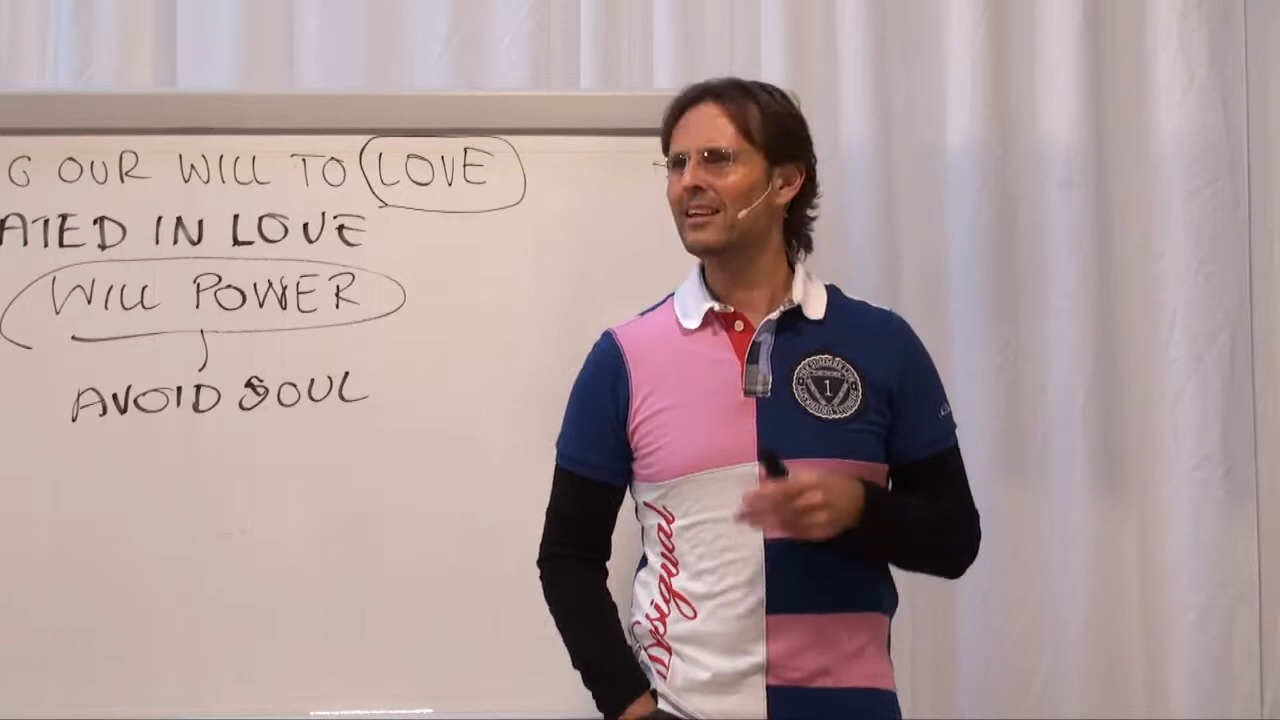 G OUR WILL TO LOVE
ATED IN LOVE
WILL POWER
AVOID SOUL
1
Desigual